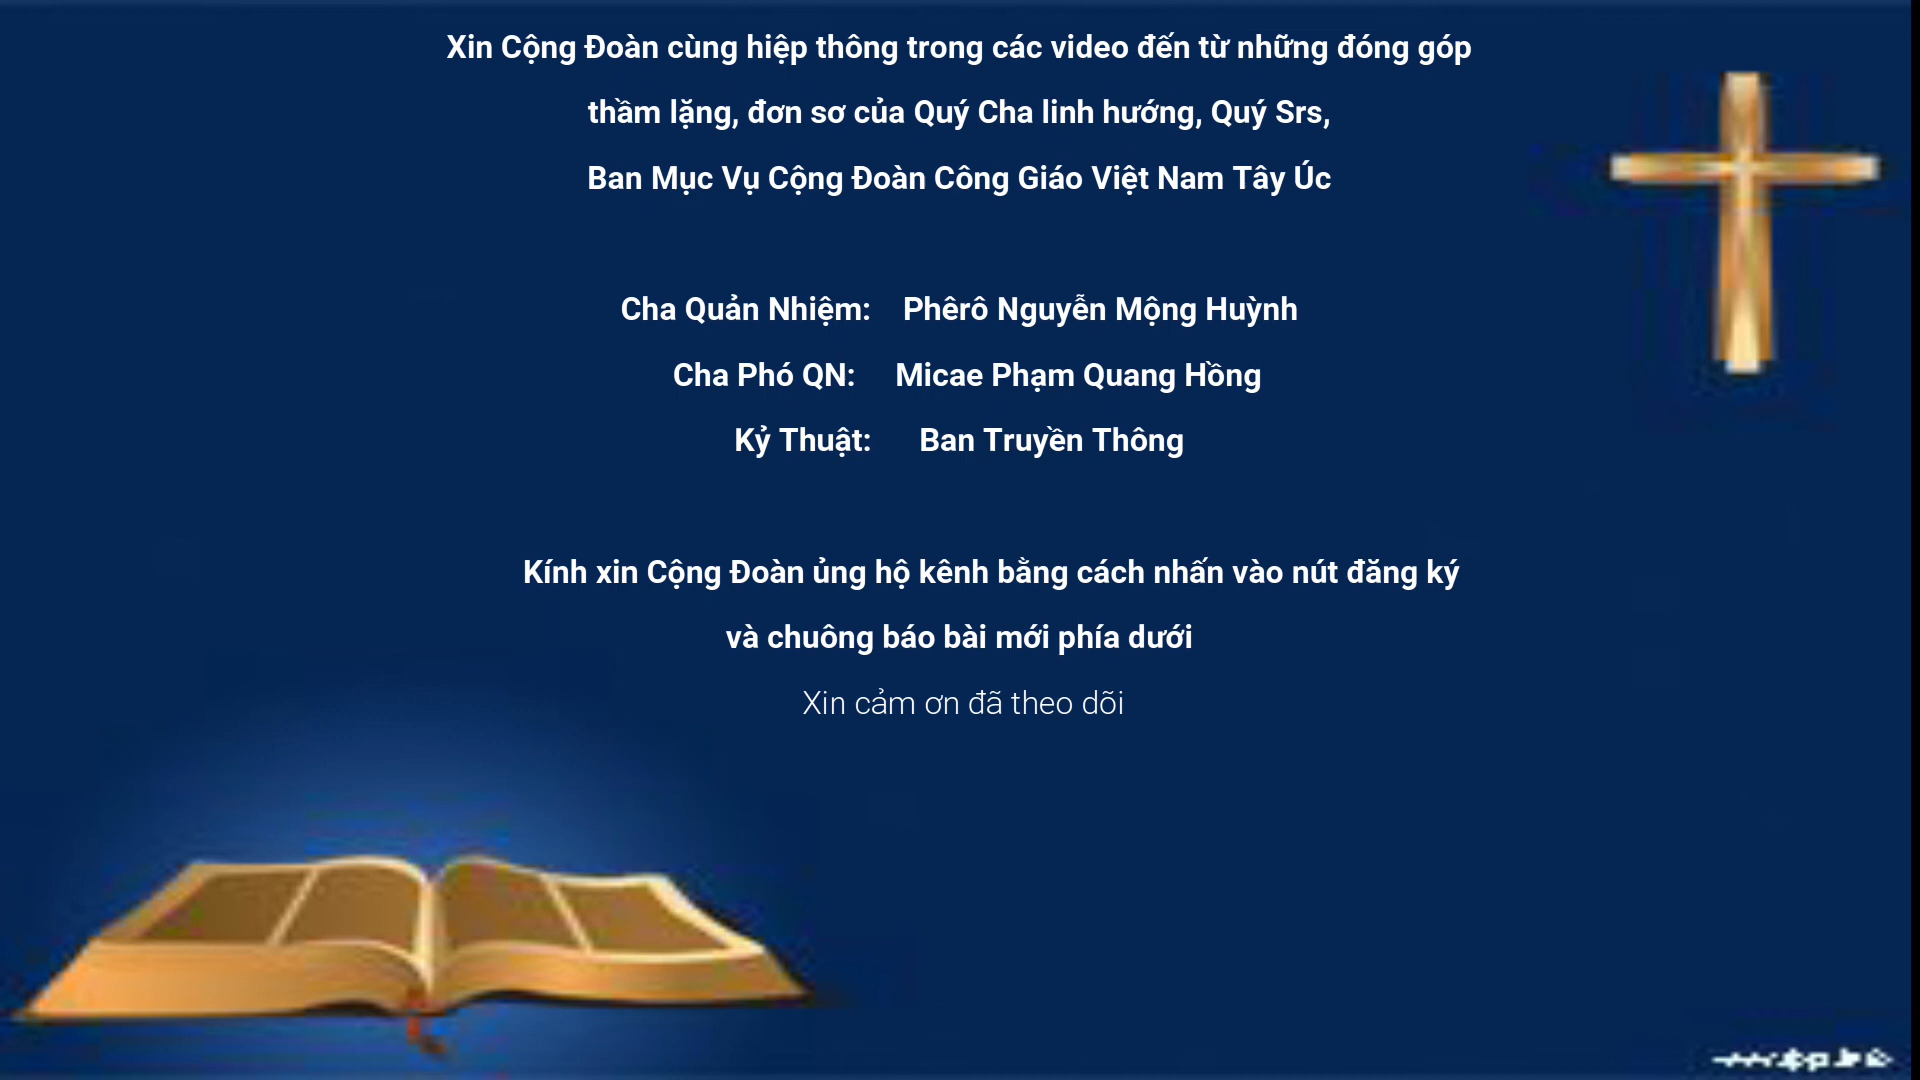 Xin Cộng Đoàn cùng hiệp thông trong các video đến từ những đóng góp
thầm lặng, đơn sơ của Quý Cha linh hướng, Quý Srs,
Ban Mục Vụ Cộng Đoàn Công Giáo Việt Nam Tây Úc
Cha Quản Nhiệm: Phêrô Nguyễn Mộng Huỳnh
Cha Phó QN: Micae Phạm Quang Hồng
Kỷ Thuật: Ban Truyền Thông
Kính xin Cộng Đoàn ủng hộ kênh bằng cách nhấn vào nút đăng ký
và chuông báo bài mới phía dưới
Xin cảm ơn đã theo dõi